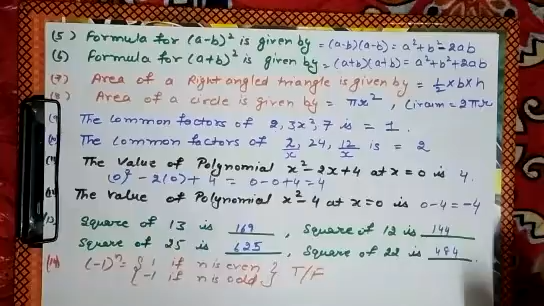 (5) Formula for (a-b)² is given by = (a-b)(a-b) = a²+b²-2ab
(6) Formula for (a+b)² is given by = (a+b)(a+b) = a²+b²+2ab
(7) Area of a Right angled triangle is given by = 1/2 x b x h
(8) Area of a circle is given by = πr², Circum = 2πr
The common factors of 2, 3x², 7 is = 1.
The common factors of 2/x, 24, 12/x is = 2
The Value of Polynomial x²-2x+4 at x=0 is 4.
(0)² - 2(0) + 4 = 0-0+4 = 4
The value of Polynomial x²-4 at x=0 is 0-4 = -4
Square of 13 is 169, Square of 12 is 144
Square of 25 is 625, Square of 22 is 484.
(14) (-1)ⁿ = { 1 if n is even } T/F
{ -1 if n is odd. }